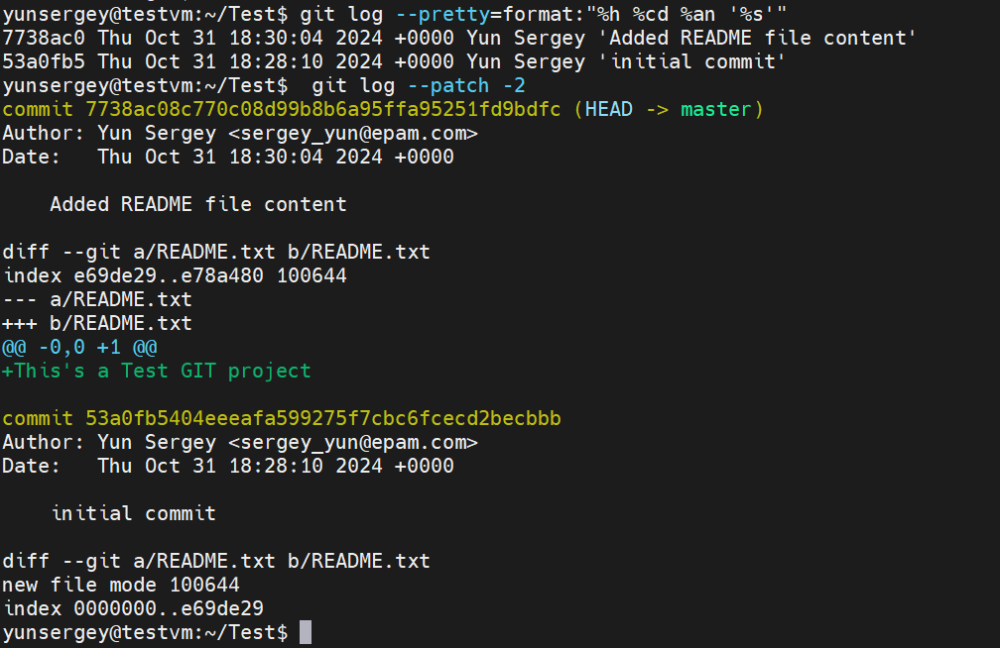 yunsergey@testvm:~/Test$ git log --pretty=format:"%h %cd %an '%s'"
7738ac0 Thu Oct 31 18:30:04 2024 +0000 Yun Sergey 'Added README file content'
53a0fb5 Thu Oct 31 18:28:10 2024 +0000 Yun Sergey 'initial commit'
yunsergey@testvm:~/Test$  git log --patch -2
commit 7738ac08c770c08d99b8b6a95ffa95251fd9bdfc (HEAD -> master)
Author: Yun Sergey <sergey_yun@epam.com>
Date:   Thu Oct 31 18:30:04 2024 +0000
    Added README file content
diff --git a/README.txt b/README.txt
index e69de29..e78a480 100644
--- a/README.txt
+++ b/README.txt
@@ -0,0 +1 @@
+This's a Test GIT project
commit 53a0fb5404eeeafa599275f7cbc6fcecd2becbbb
Author: Yun Sergey <sergey_yun@epam.com>
Date:   Thu Oct 31 18:28:10 2024 +0000
    initial commit
diff --git a/README.txt b/README.txt
new file mode 100644
index 0000000..e69de29
yunsergey@testvm:~/Test$